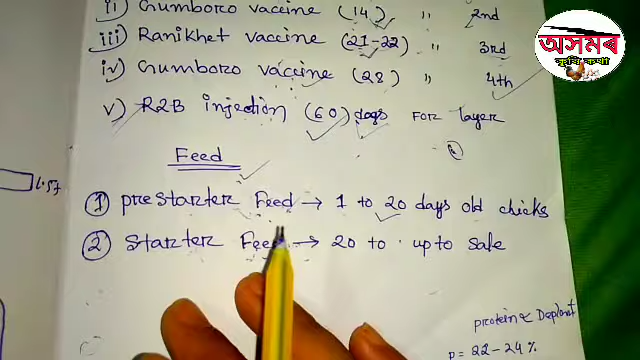 ii) Gumboro vaccine (14) " 2nd
iii) Ranikhet vaccine (21-22) " 3rd
iv) Gumboro vaccine (28) " 4th
v) R2B injection (60) days For layer
Feed
① Prestarter Feed → 1 to 20 days old chicks
② Starter Feed → 20 to . up to sale
Protein &
P = 22-24%
অসমৰ
কৃষি কথা